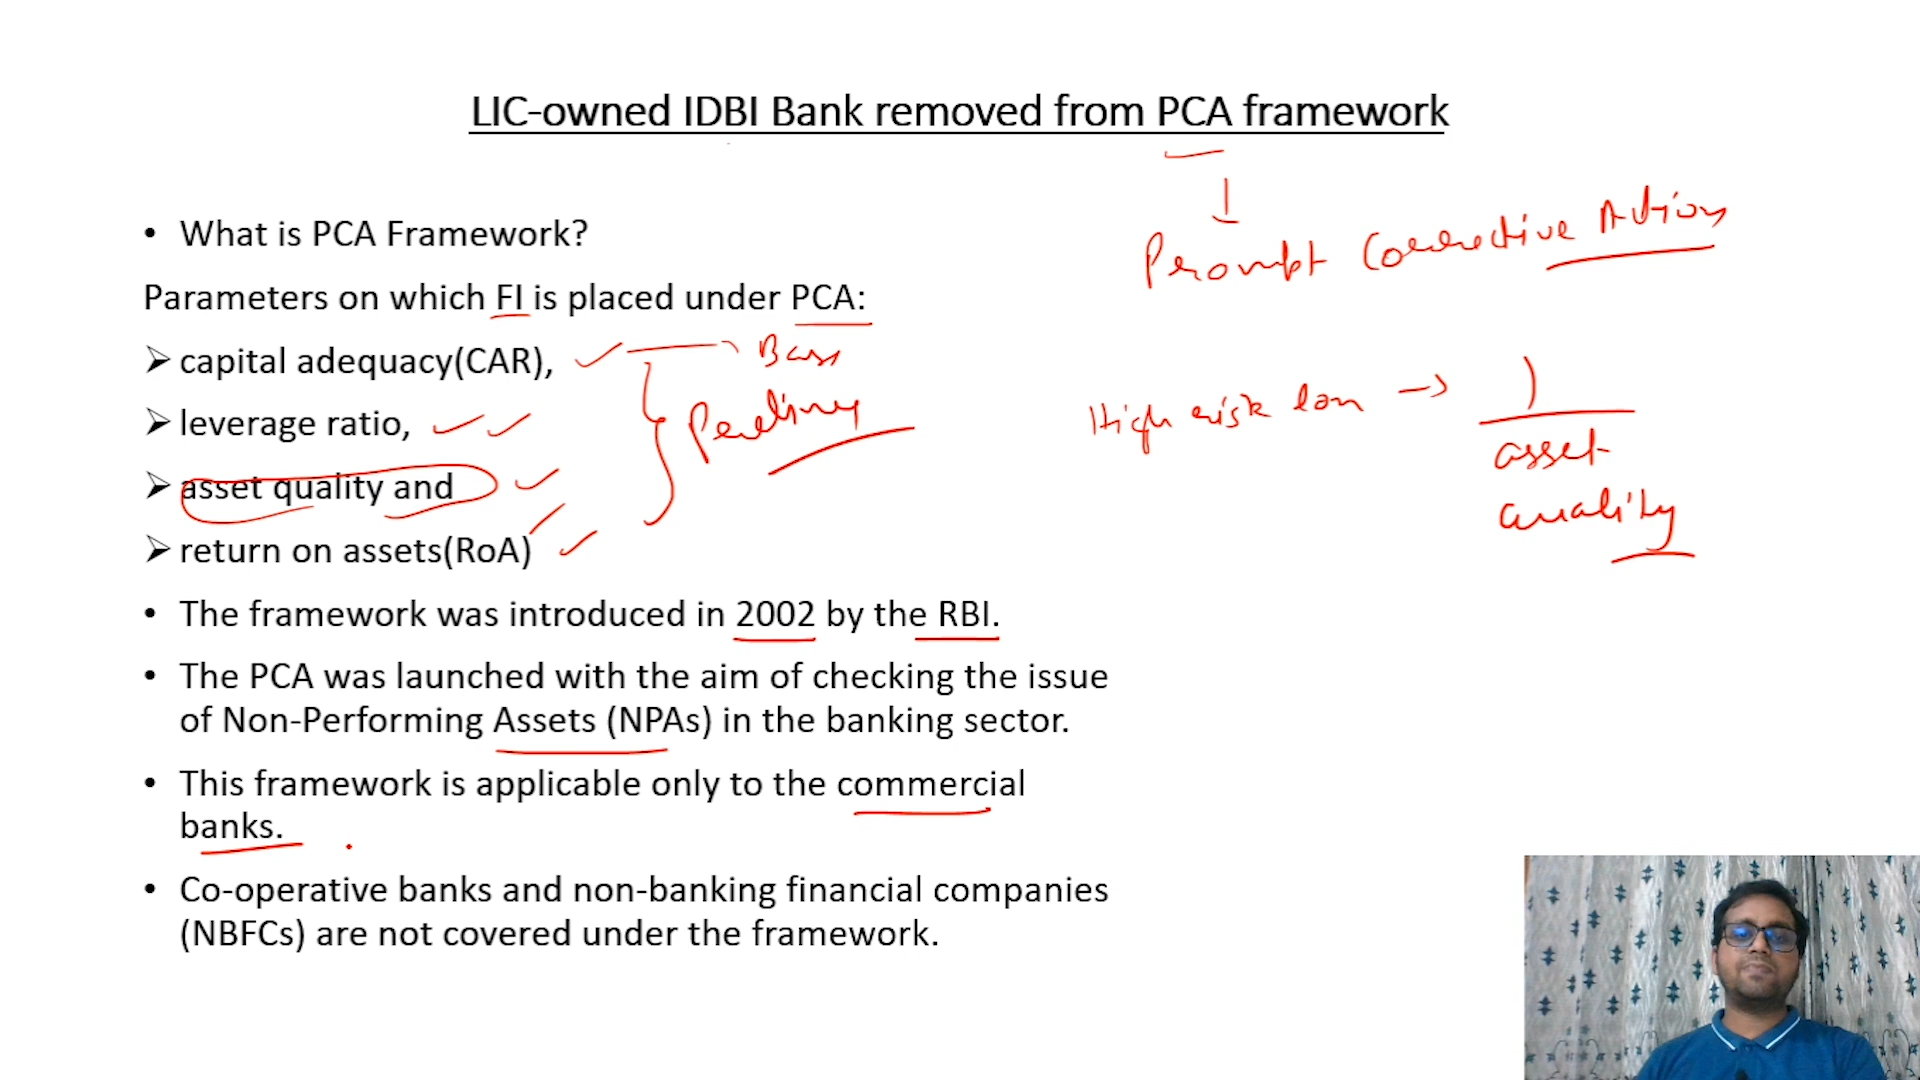 LIC-owned IDBI Bank removed from PCA framework
Prompt Corrective Action
• What is PCA Framework?
Parameters on which FI is placed under PCA:
➢ capital adequacy(CAR),
➢ leverage ratio,
High risk loan →
➢ asset quality and
asset
quality
➢ return on assets(RoA)
• The framework was introduced in 2002 by the RBI.
• The PCA was launched with the aim of checking the issue
of Non-Performing Assets (NPAs) in the banking sector.
• This framework is applicable only to the commercial
banks.
• Co-operative banks and non-banking financial companies
(NBFCs) are not covered under the framework.